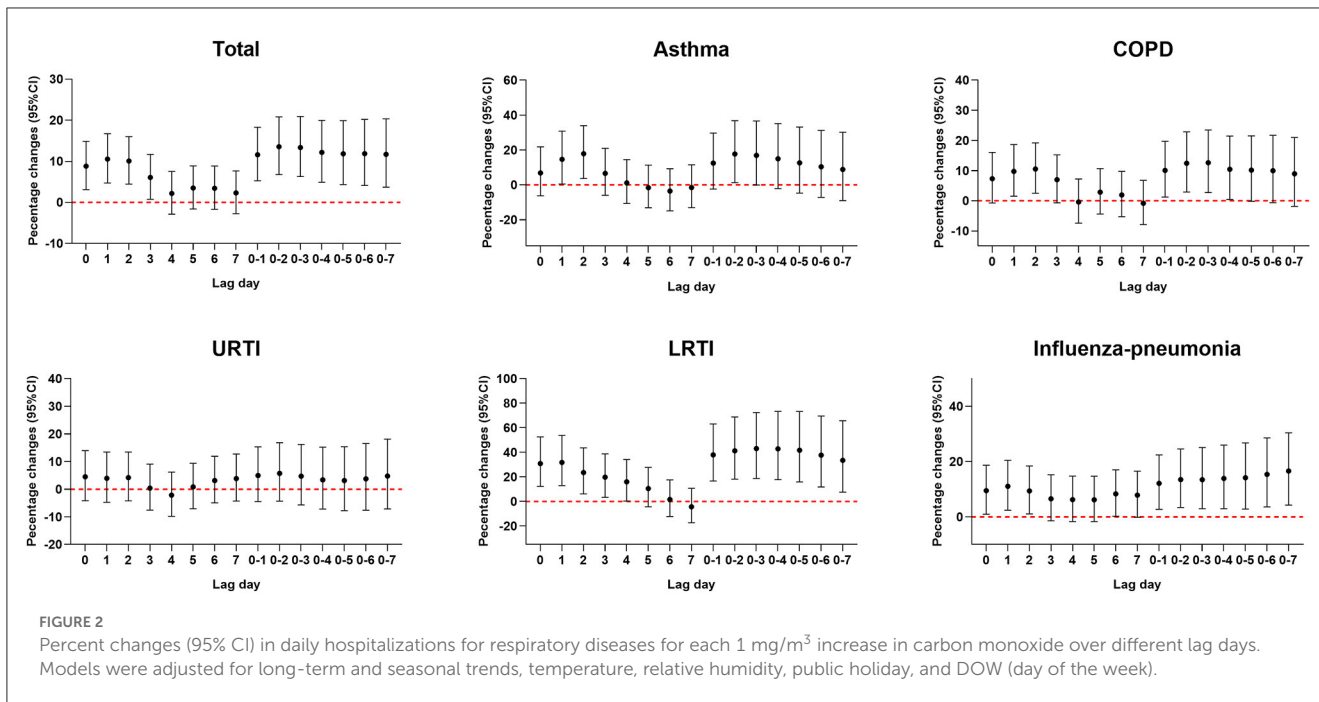 Total
Pecentage changes (95%CI)
30
20
10
0
-10
0 1 2 3 4 5 6 7 0-1 0-2 0-3 0-4 0-5 0-6 0-7
Lag day
Asthma
Pecentage changes (95%CI)
60
40
20
0
-20
0 1 2 3 4 5 6 7 0-1 0-2 0-3 0-4 0-5 0-6 0-7
Lag day
COPD
Pecentage changes (95%CI)
40
30
20
10
0
-10
0 1 2 3 4 5 6 7 0-1 0-2 0-3 0-4 0-5 0-6 0-7
Lag day
URTI
Pecentage changes (95%CI)
40
30
20
10
0
-10
-20
0 1 2 3 4 5 6 7 0-1 0-2 0-3 0-4 0-5 0-6 0-7
Lag day
LRTI
Pecentage changes (95%CI)
100
80
60
40
20
0
-20
0 1 2 3 4 5 6 7 0-1 0-2 0-3 0-4 0-5 0-6 0-7
Lag day
Influenza-pneumonia
Pecentage changes (95%CI)
40
20
0
0 1 2 3 4 5 6 7 0-1 0-2 0-3 0-4 0-5 0-6 0-7
Lag day
FIGURE 2
Percent changes (95% CI) in daily hospitalizations for respiratory diseases for each 1 mg/m³ increase in carbon monoxide over different lag days.
Models were adjusted for long-term and seasonal trends, temperature, relative humidity, public holiday, and DOW (day of the week).